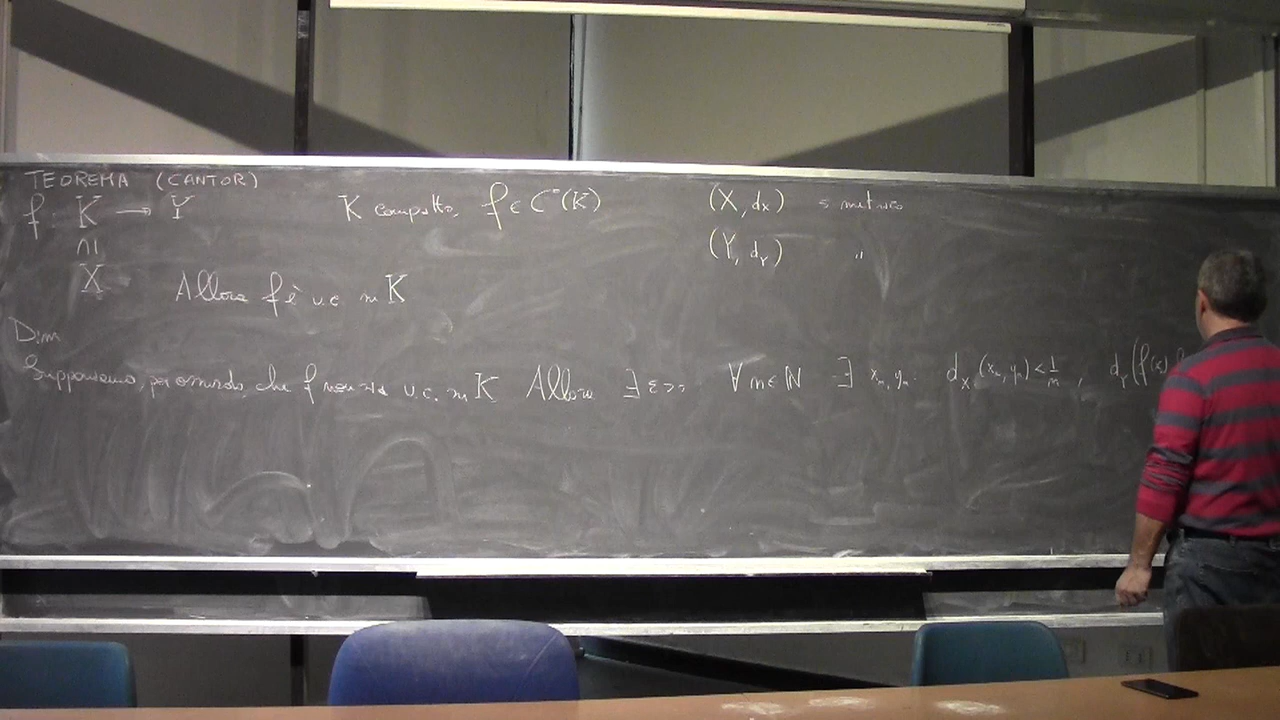 TEOREMA (CANTOR)
f : K → Y K compatto, f ∈ C°(K) (X, dx) s. metrico
∩| (Y, dY) "
X Allora f è u.c. in K
Dim
Supponiamo, per assurdo, che f non sia u.c. in K Allora ∃ε>0 ∀n∈ℕ ∃ xn, yn. dX(xn, yn) < 1/n, dY(f(x)